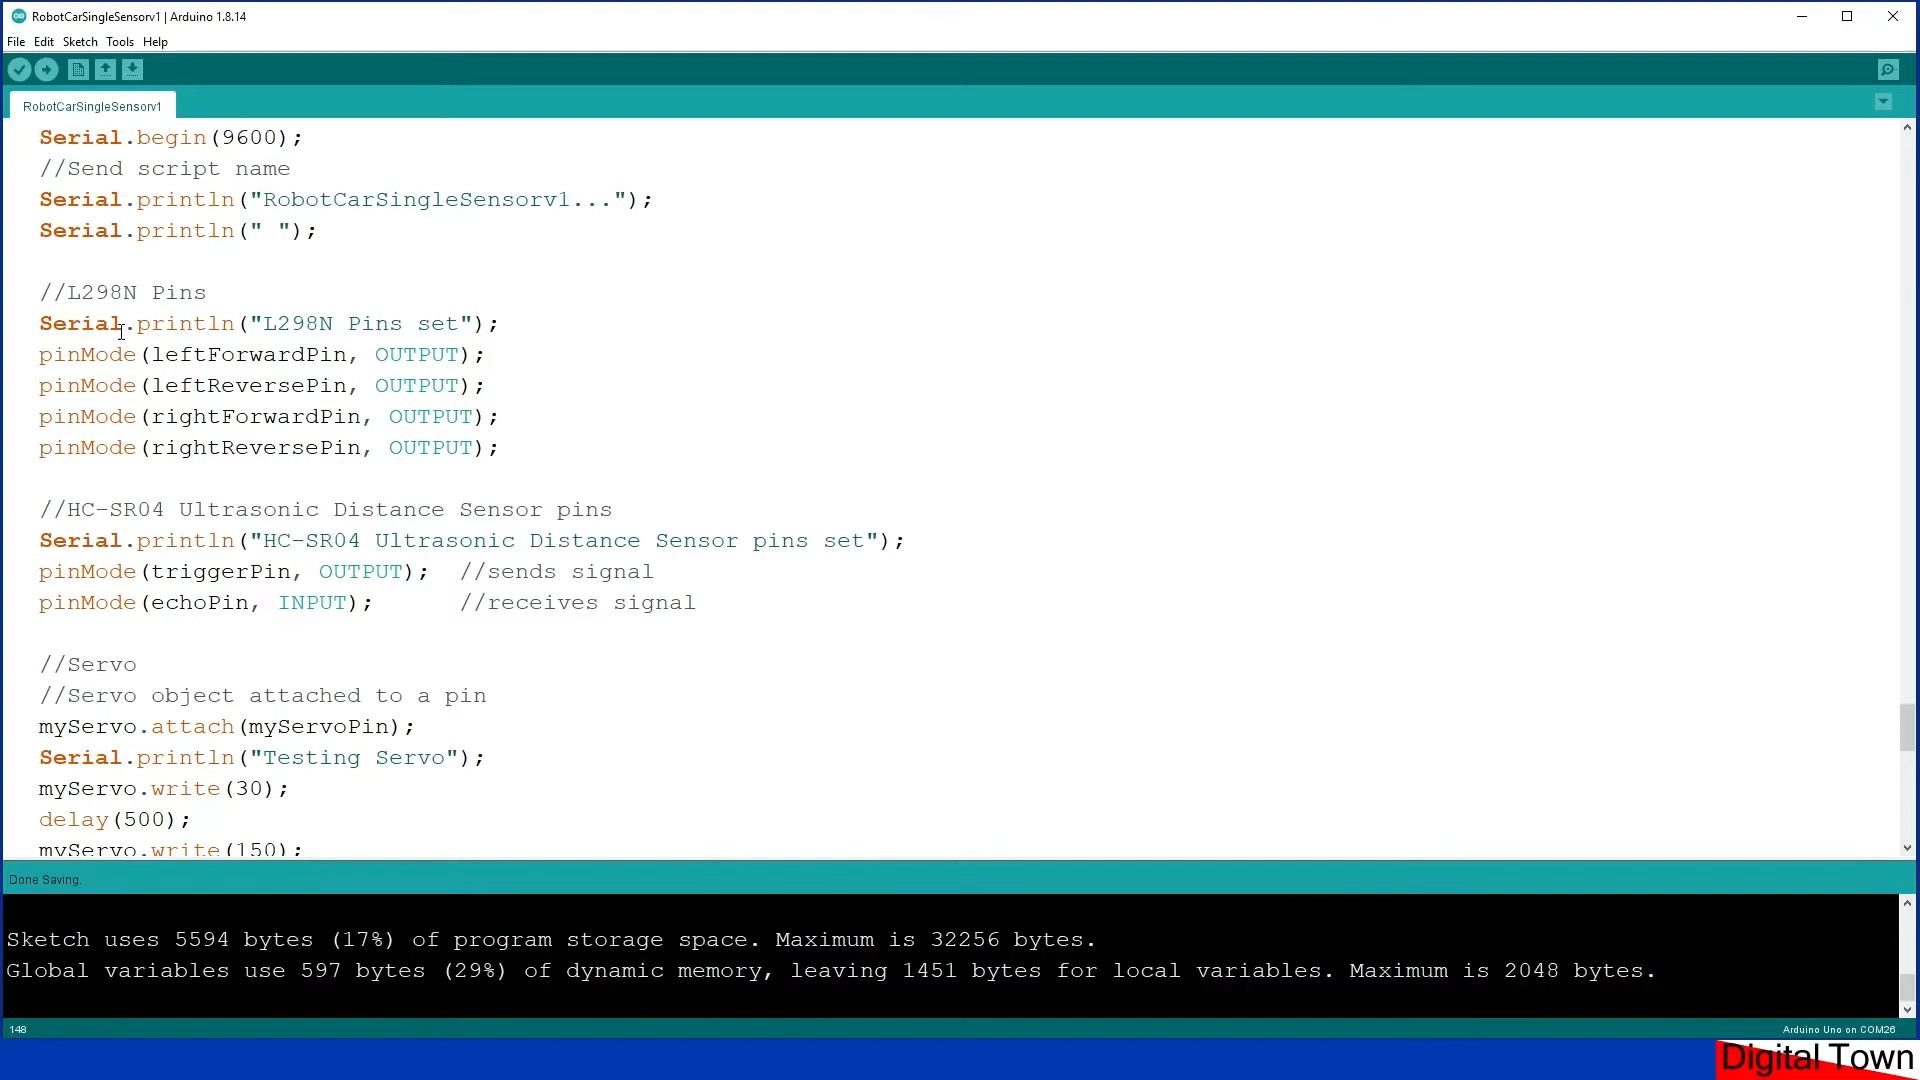 RobotCarSingleSensorv1 | Arduino 1.8.14
File Edit Sketch Tools Help
RobotCarSingleSensorv1
Serial.begin(9600);
//Send script name
Serial.println("RobotCarSingleSensorv1...");
Serial.println(" ");
//L298N Pins
Serial.println("L298N Pins set");
pinMode(leftForwardPin, OUTPUT);
pinMode(leftReversePin, OUTPUT);
pinMode(rightForwardPin, OUTPUT);
pinMode(rightReversePin, OUTPUT);
//HC-SR04 Ultrasonic Distance Sensor pins
Serial.println("HC-SR04 Ultrasonic Distance Sensor pins set");
pinMode(triggerPin, OUTPUT);  //sends signal
pinMode(echoPin, INPUT);      //receives signal
//Servo
//Servo object attached to a pin
myServo.attach(myServoPin);
Serial.println("Testing Servo");
myServo.write(30);
delay(500);
myServo.write(150);
Done Saving.
Sketch uses 5594 bytes (17%) of program storage space. Maximum is 32256 bytes.
Global variables use 597 bytes (29%) of dynamic memory, leaving 1451 bytes for local variables. Maximum is 2048 bytes.
148
Arduino Uno on COM26
Digital Town